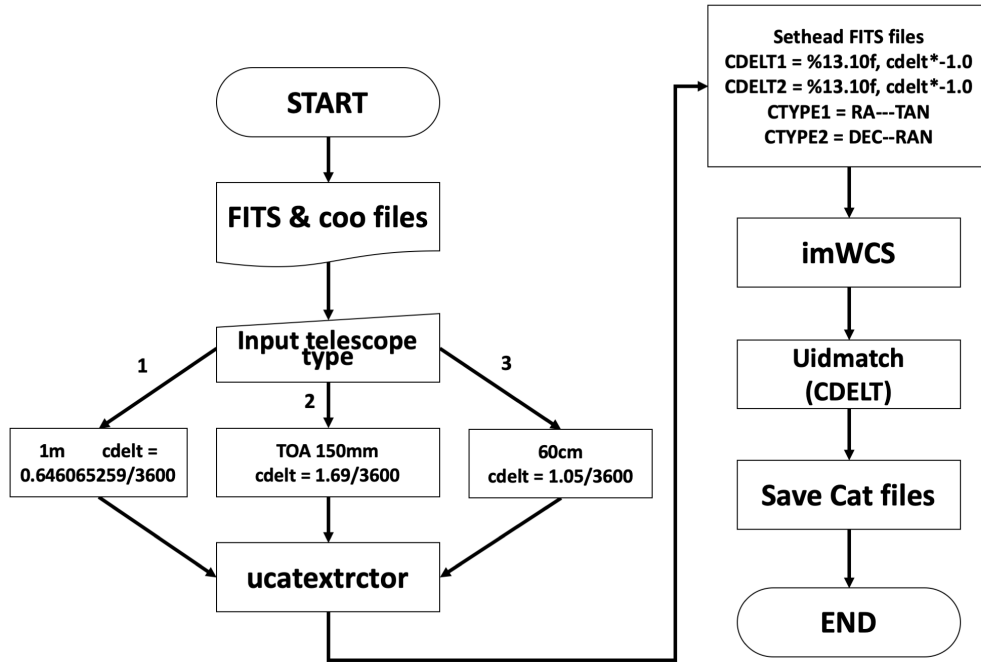 START
FITS & coo files
Input telescope
type
1
2
3
1m cdelt =
0.646065259/3600
TOA 150mm
cdelt = 1.69/3600
60cm
cdelt = 1.05/3600
ucatextrctor
Sethead FITS files
CDELT1 = %13.10f, cdelt*-1.0
CDELT2 = %13.10f, cdelt*-1.0
CTYPE1 = RA---TAN
CTYPE2 = DEC--RAN
imWCS
Uidmatch
(CDELT)
Save Cat files
END